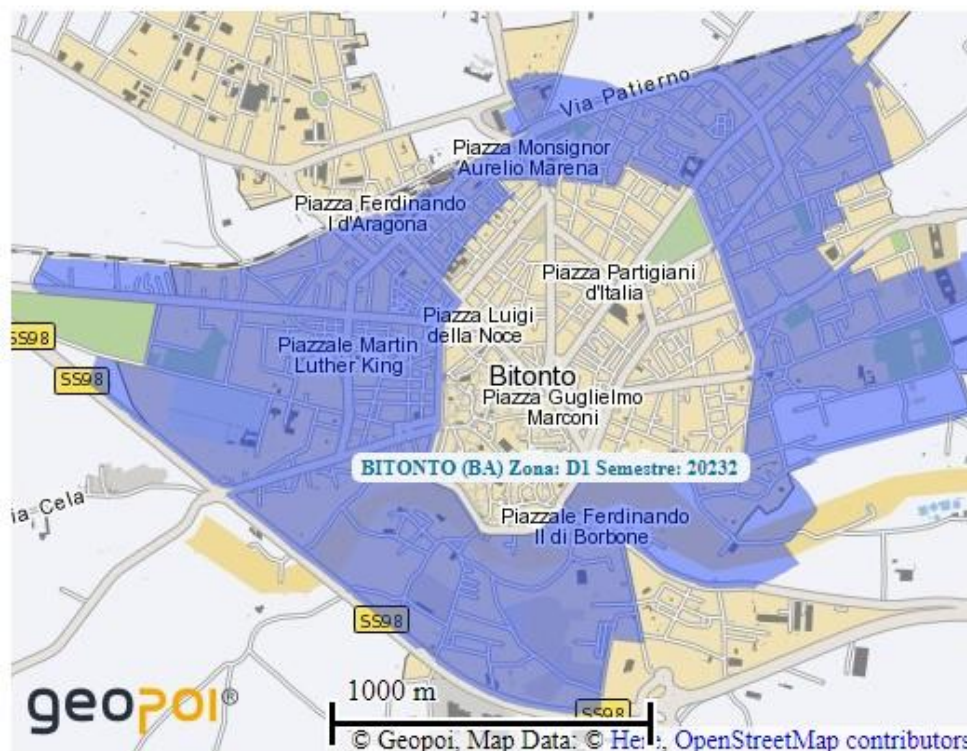 Via Patierno
Piazza Monsignor
Aurelio Marena
Piazza Ferdinando
I d'Aragona
Piazza Partigiani
d'Italia
Piazza Luigi
della Noce
SS98
Piazzale Martin
Luther King
SS98
Bitonto
Piazza Guglielmo
Marconi
BITONTO (BA) Zona: D1 Semestre: 20232
ia Cela
Piazzale Ferdinando
II di Borbone
SS98
geopoi®
1000 m
SS98
© Geopoi, Map Data: © Here, OpenStreetMap contributors